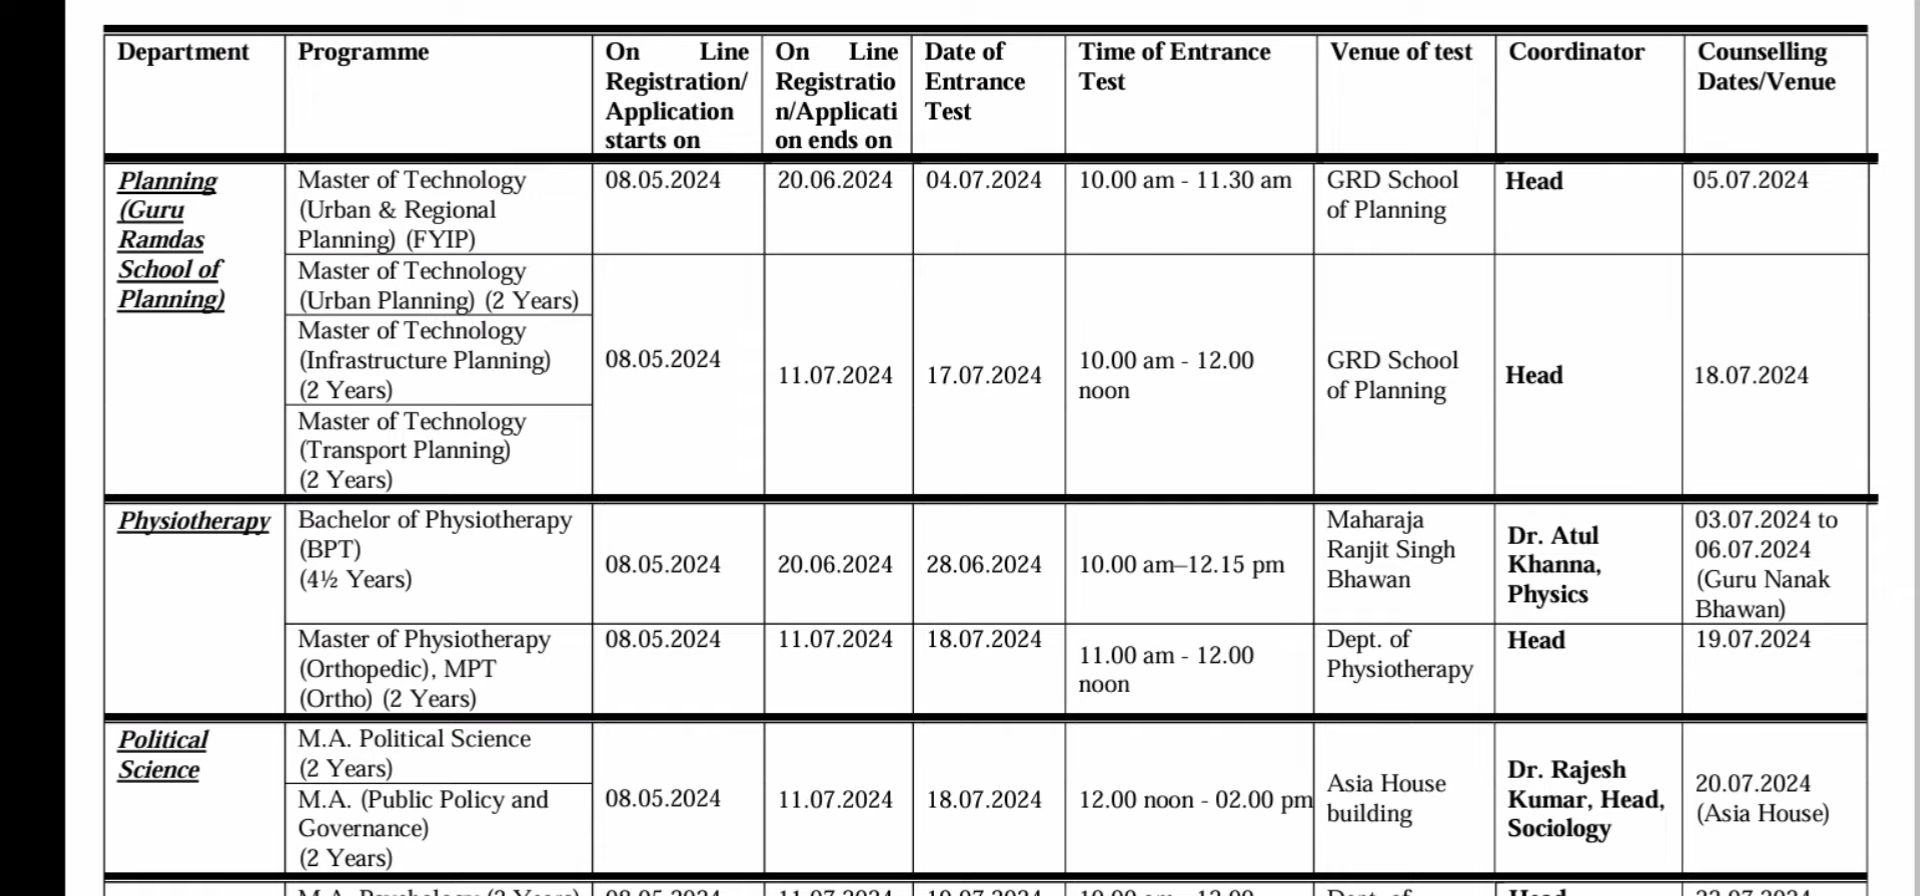 Department
Programme
On Line
Registration/
Application
starts on
On Line
Registratio
n/Applicati
on ends on
Date of
Entrance
Test
Time of Entrance
Test
Venue of test
Coordinator
Counselling
Dates/Venue
Planning
(Guru
Ramdas
School of
Planning)
Master of Technology
(Urban & Regional
Planning) (FYIP)
08.05.2024
20.06.2024
04.07.2024
10.00 am - 11.30 am
GRD School
of Planning
Head
05.07.2024
Master of Technology
(Urban Planning) (2 Years)
Master of Technology
(Infrastructure Planning)
(2 Years)
Master of Technology
(Transport Planning)
(2 Years)
08.05.2024
11.07.2024
17.07.2024
10.00 am - 12.00
noon
GRD School
of Planning
Head
18.07.2024
Physiotherapy
Bachelor of Physiotherapy
(BPT)
(4½ Years)
08.05.2024
20.06.2024
28.06.2024
10.00 am–12.15 pm
Maharaja
Ranjit Singh
Bhawan
Dr. Atul
Khanna,
Physics
03.07.2024 to
06.07.2024
(Guru Nanak
Bhawan)
Master of Physiotherapy
(Orthopedic), MPT
(Ortho) (2 Years)
08.05.2024
11.07.2024
18.07.2024
11.00 am - 12.00
noon
Dept. of
Physiotherapy
Head
19.07.2024
Political
Science
M.A. Political Science
(2 Years)
M.A. (Public Policy and
Governance)
(2 Years)
08.05.2024
11.07.2024
18.07.2024
12.00 noon - 02.00 pm
Asia House
building
Dr. Rajesh
Kumar, Head,
Sociology
20.07.2024
(Asia House)